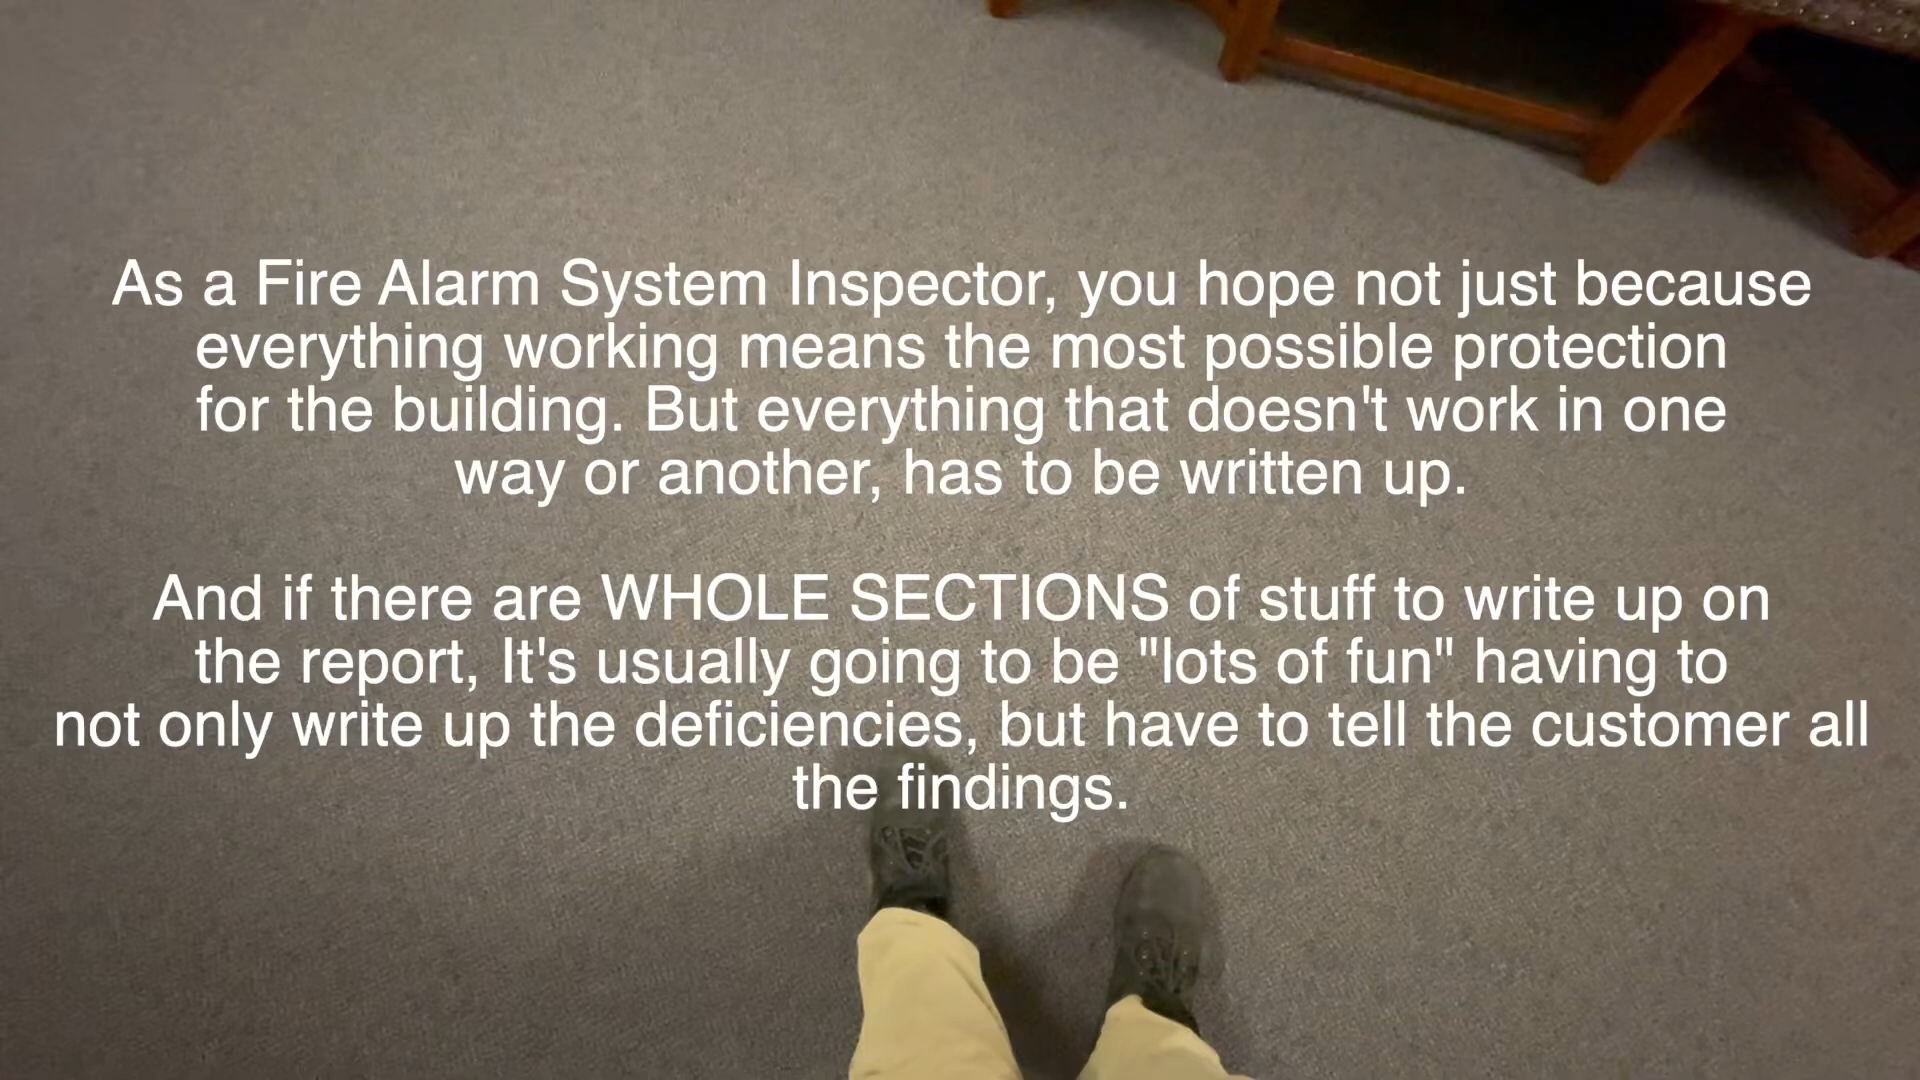 As a Fire Alarm System Inspector, you hope not just because
everything working means the most possible protection
for the building. But everything that doesn't work in one
way or another, has to be written up.
And if there are WHOLE SECTIONS of stuff to write up on
the report, It's usually going to be "lots of fun" having to
not only write up the deficiencies, but have to tell the customer all
the findings.